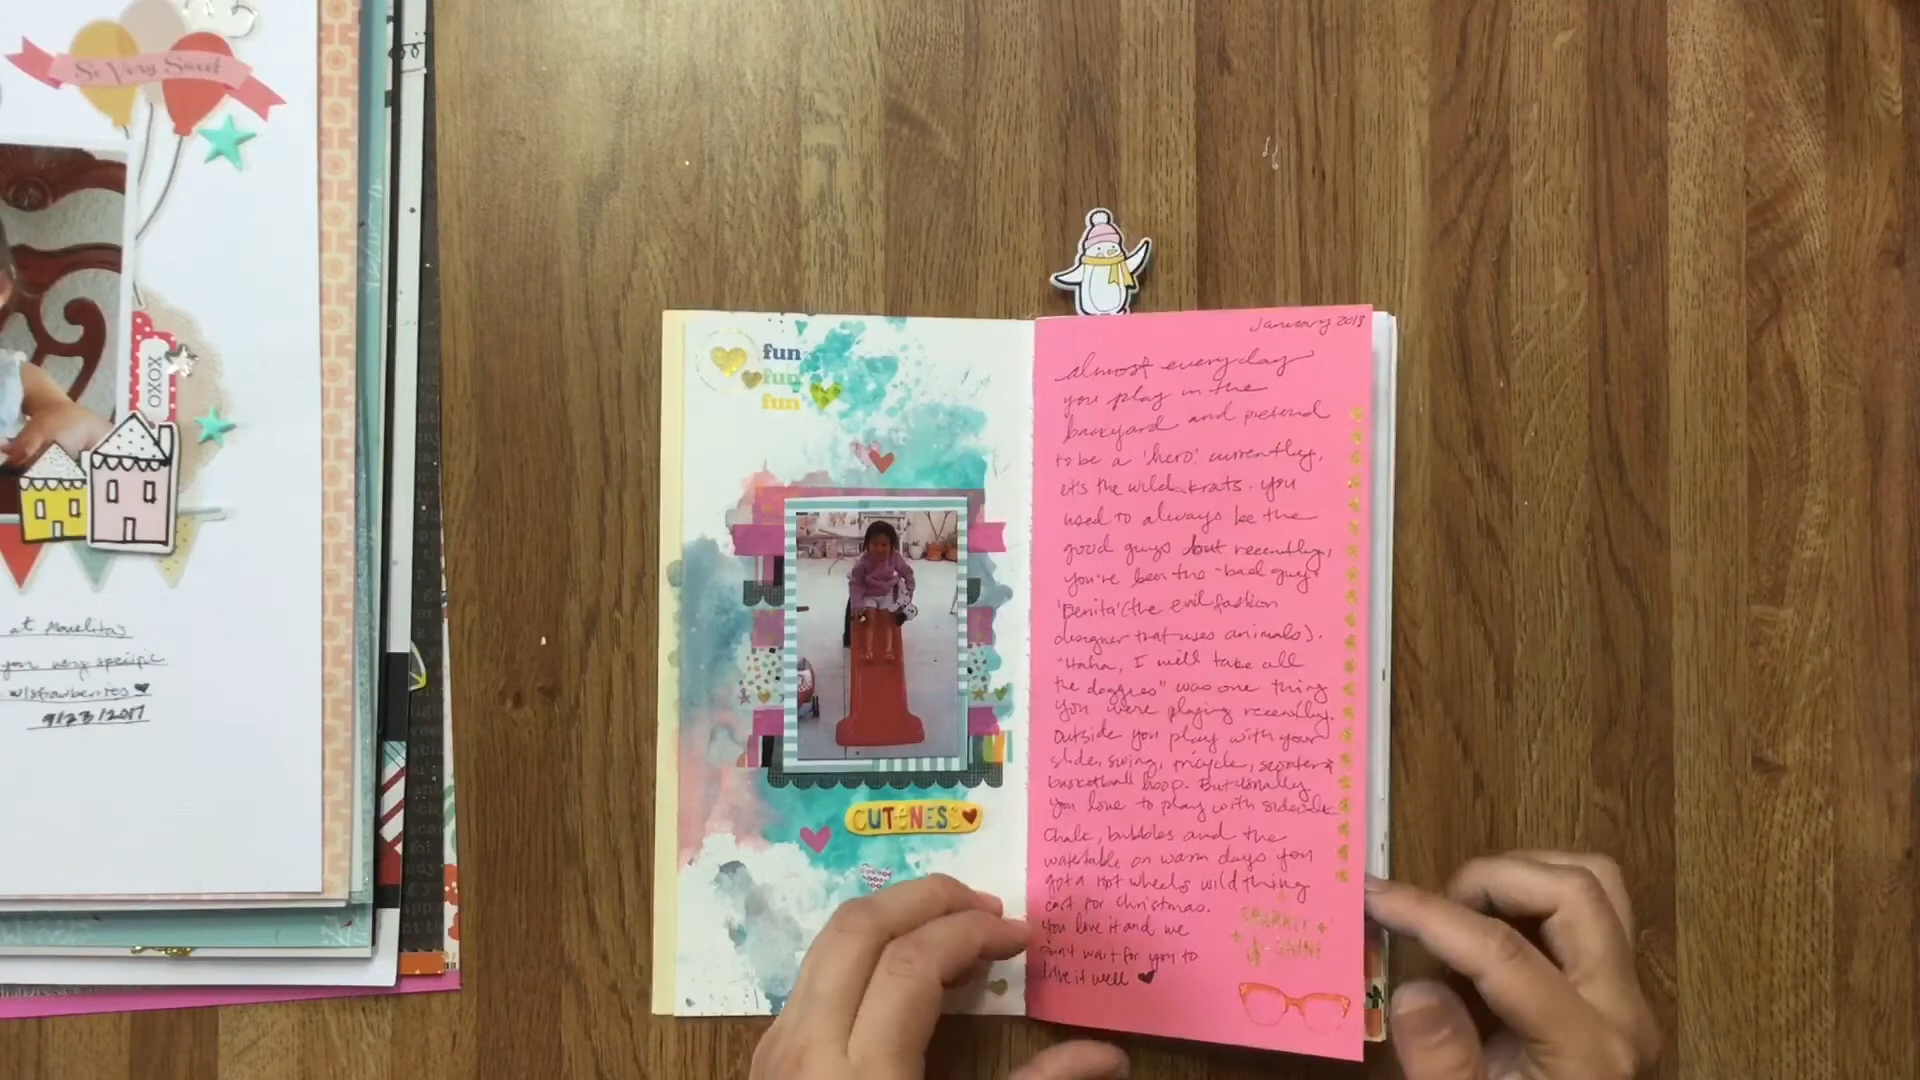 So Very Sweet
XOXO
at Abuelita's
your very specific
w/strawberries
9/23/2017
fun
fun
fun
CUTENESS
January 2018
almost everyday
you play in the
backyard and pretend
to be a 'hero'. currently,
it's the wild krats. you
used to always be the
good guys but recently,
you've been the "bad guy"
'Denita' (the evil fashion
designer that uses animals).
"Haha, I will take all
the doggies" was one thing
you were playing recently.
Outside you play with your
slide, swing, tricycle, scooter &
basketball hoop. But usually
you love to play with sidewalk
chalk, bubbles and the
watertable on warm days. you
got a Hot Wheels wild thing
cast for Christmas.
You love it and we
can't wait for you to
drive it well
SPARKLE +
& SHINE